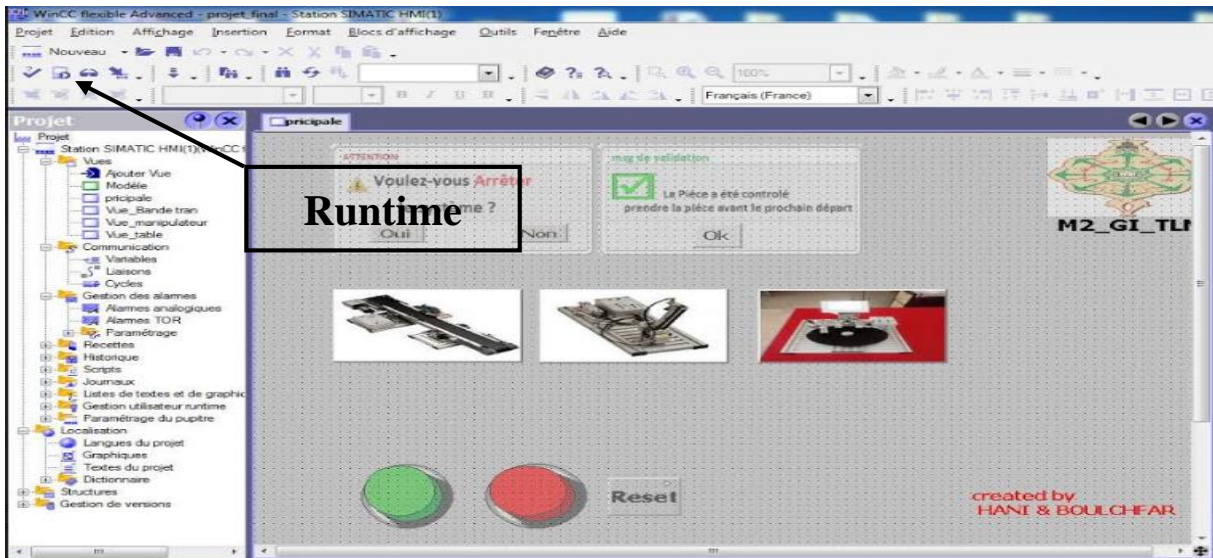 WinCC flexible Advanced - projet_final - Station SIMATIC HMI(1)
Projet Edition Affichage Insertion Format Blocs d'affichage Outils Fenêtre Aide
Nouveau
100%
Français (France)
Projet
pricipale
Projet
Station SIMATIC HMI(1)(WinCC f
Vues
Ajouter Vue
Modèle
pricipale
Vue_Bande tran
Vue_manipulateur
Vue_table
Communication
Variables
Liaisons
Cycles
Gestion des alarmes
Alarmes analogiques
Alarmes TOR
Paramétrage
Recettes
Historique
Scripts
Journaux
Listes de textes et de graphic
Gestion utilisateur runtime
Paramétrage du pupitre
Localisation
Langues du projet
Graphiques
Textes du projet
Dictionnaire
Structures
Gestion de versions
ATTENTION
Voulez-vous Arrêter
?
Oui Non
Runtime
msg de validation
La Pièce a été controlé
prendre la pièce avant le prochain départ
Ok
M2_GI_TLM
Reset
created by
HANI & BOULCHFAR